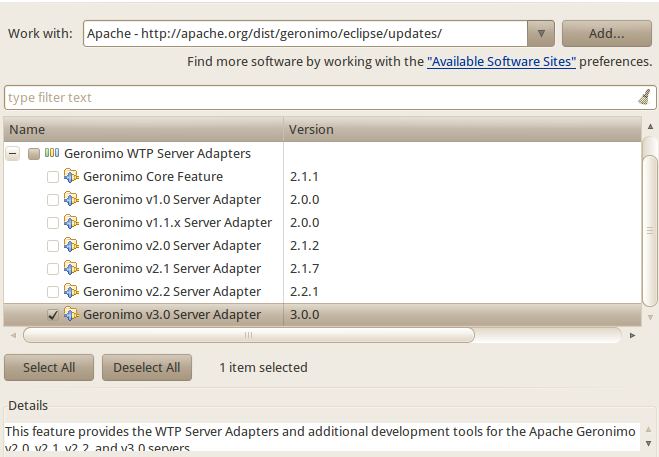 Work with: Apache - http://apache.org/dist/geronimo/eclipse/updates/ Add...
Find more software by working with the "Available Software Sites" preferences.
type filter text
Name Version
Geronimo WTP Server Adapters
Geronimo Core Feature 2.1.1
Geronimo v1.0 Server Adapter 2.0.0
Geronimo v1.1.x Server Adapter 2.0.0
Geronimo v2.0 Server Adapter 2.1.2
Geronimo v2.1 Server Adapter 2.1.7
Geronimo v2.2 Server Adapter 2.2.1
Geronimo v3.0 Server Adapter 3.0.0
Select All Deselect All 1 item selected
Details
This feature provides the WTP Server Adapters and additional development tools for the Apache Geronimo
v2.0, v2.1, v2.2, and v3.0 servers